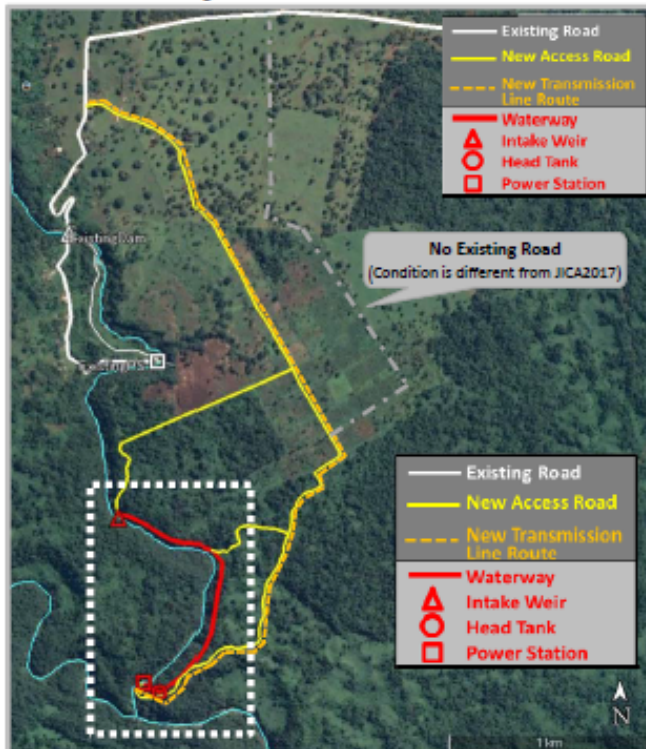 Existing Road
New Access Road
New Transmission
Line Route
Waterway
Intake Weir
Head Tank
Power Station
ExistingDam
No Existing Road
(Condition is different from JICA2017)
Existing Road
New Access Road
New Transmission
Line Route
Waterway
Intake Weir
Head Tank
Power Station
N
1km